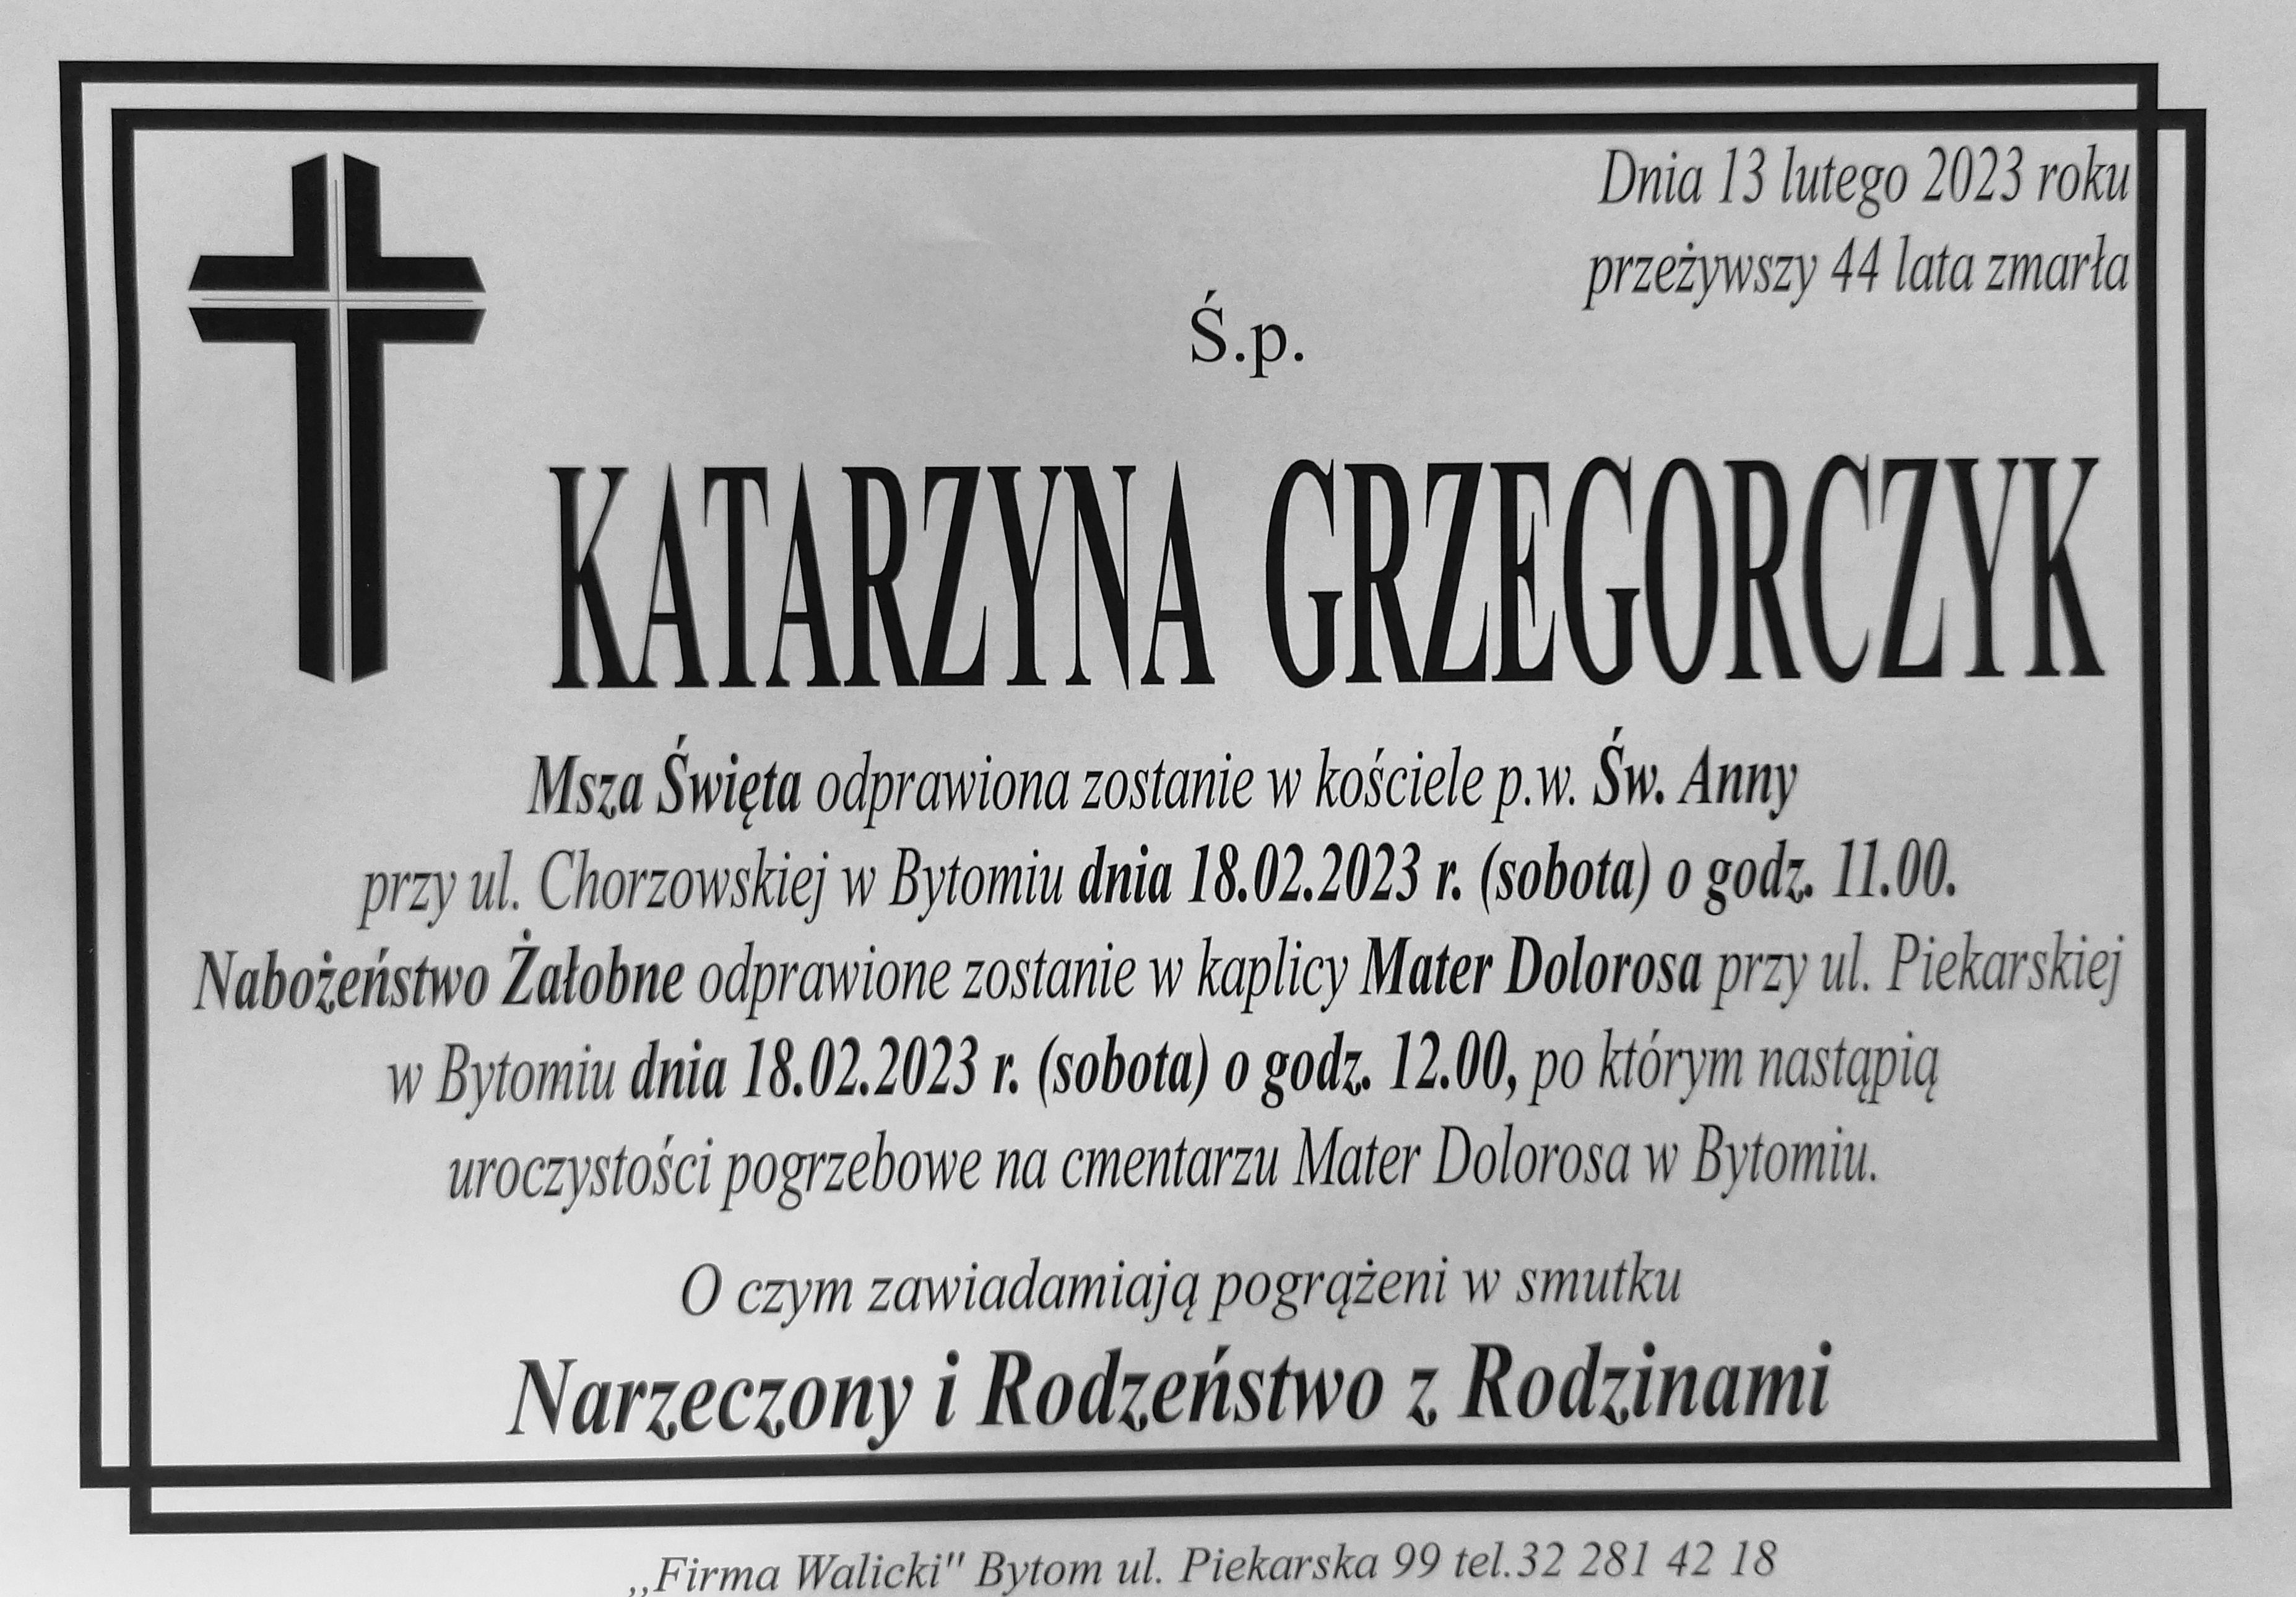 Dnia 13 lutego 2023 roku
przeżywszy 44 lata zmarła
Ś.p.
KATARZYNA GRZEGORCZYK
Msza Święta odprawiona zostanie w kościele p.w. Św. Anny
przy ul. Chorzowskiej w Bytomiu dnia 18.02.2023 r. (sobota) o godz. 11.00.
Nabożeństwo Żałobne odprawione zostanie w kaplicy Mater Dolorosa przy ul. Piekarskiej
w Bytomiu dnia 18.02.2023 r. (sobota) o godz. 12.00, po którym nastąpią
uroczystości pogrzebowe na cmentarzu Mater Dolorosa w Bytomiu.
O czym zawiadamiają pogrążeni w smutku
Narzeczony i Rodzeństwo z Rodzinami
,,Firma Walicki" Bytom ul. Piekarska 99 tel.32 281 42 18